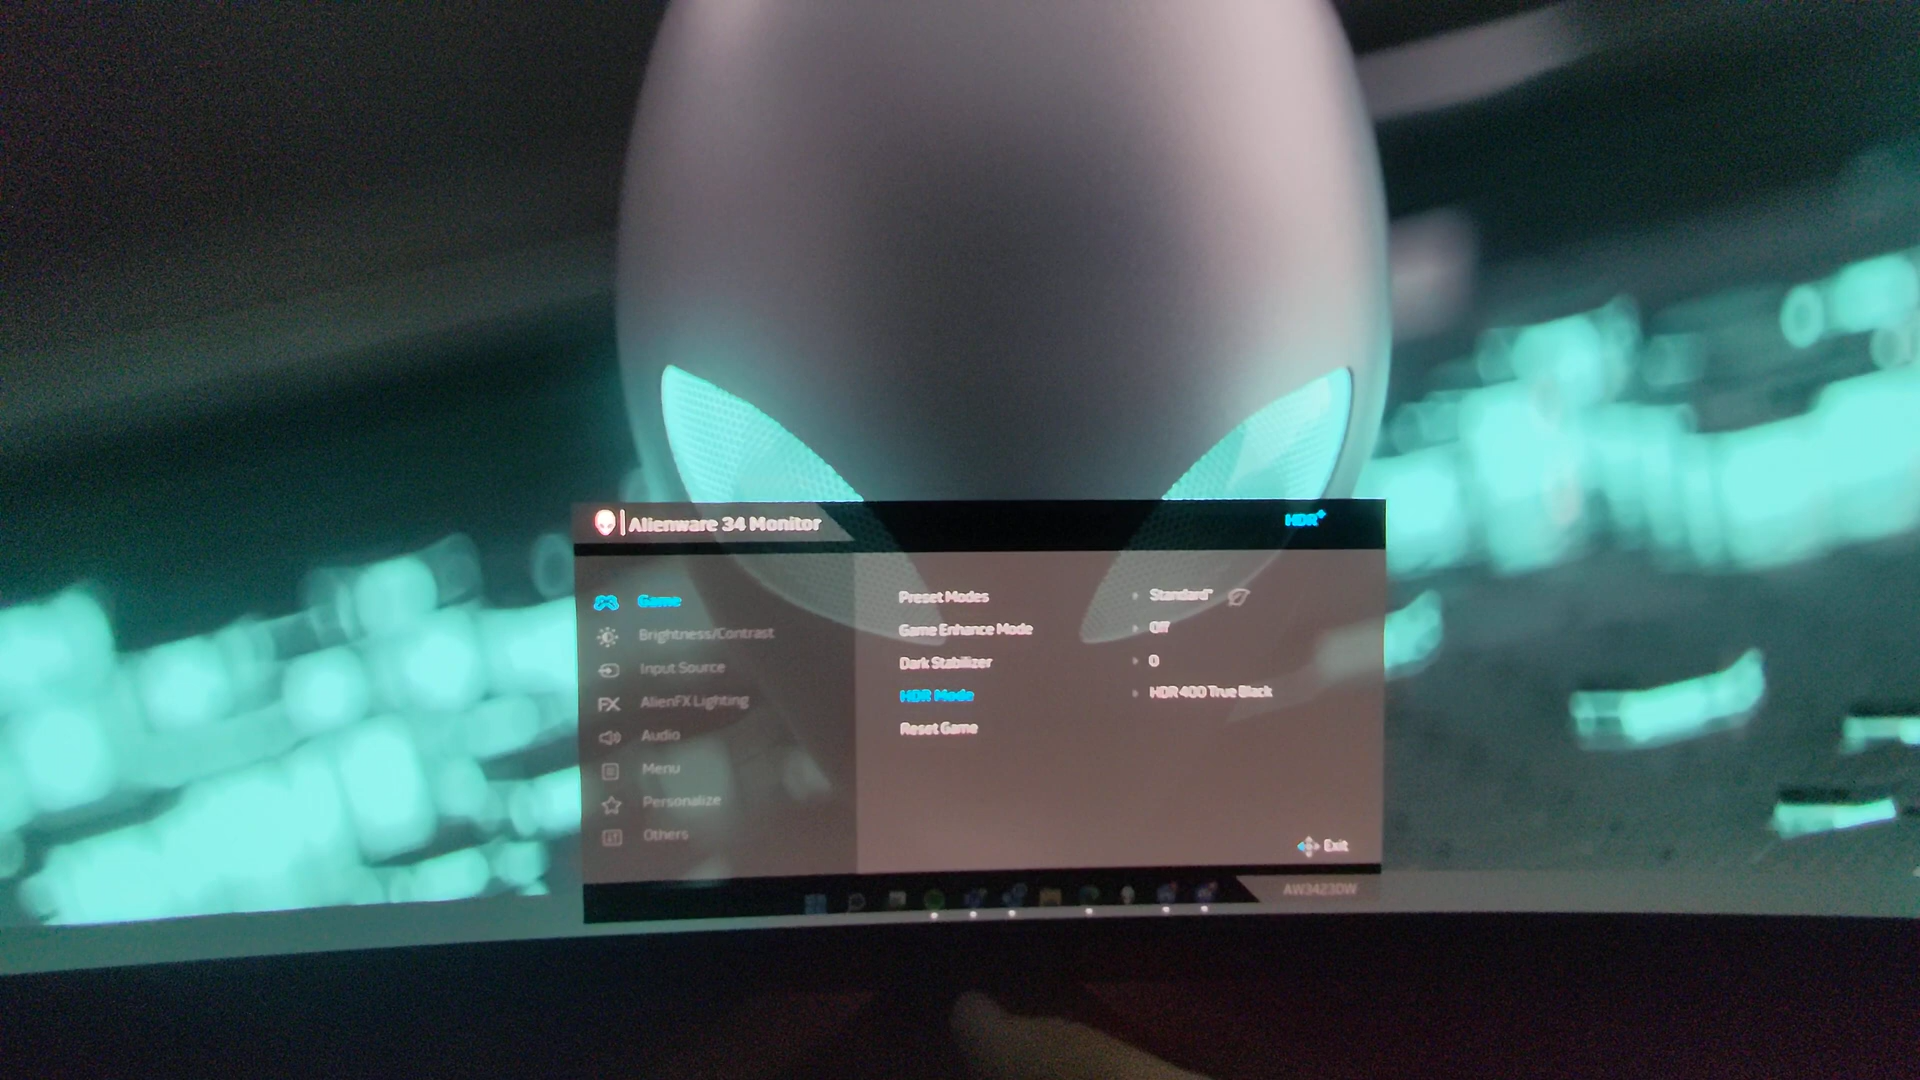 Alienware 34 Monitor
HDR+
Game
Brightness/Contrast
Input Source
FX AlienFX Lighting
Audio
Menu
Personalize
Others
Preset Modes Standard*
Game Enhance Mode Off
Dark Stabilizer 0
HDR Mode HDR 400 True Black
Reset Game
Exit
AW3423DW